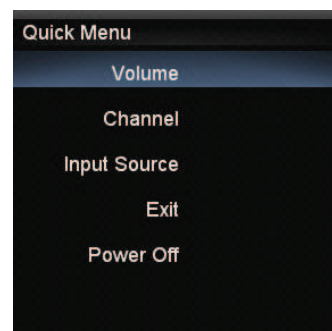 Quick Menu
Volume
Channel
Input Source
Exit
Power Off